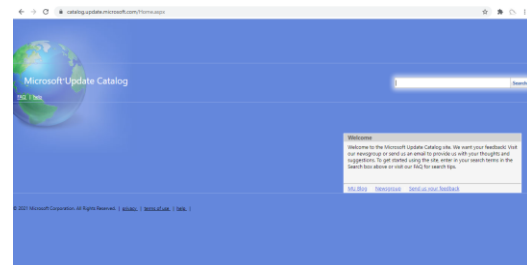 catalog.update.microsoft.com/Home.aspx
Microsoft Update Catalog
Search
FAQ | help
Welcome
Welcome to the Microsoft Update Catalog site. We want your feedback! Visit
our newsgroup or send us an email to provide us with your thoughts and
suggestions. To get started using the site, enter in your search terms in the
Search box above or visit our FAQ for search tips.
My Blog Newsgroup Send us your feedback
© 2021 Microsoft Corporation. All Rights Reserved. | privacy | terms of use | help |